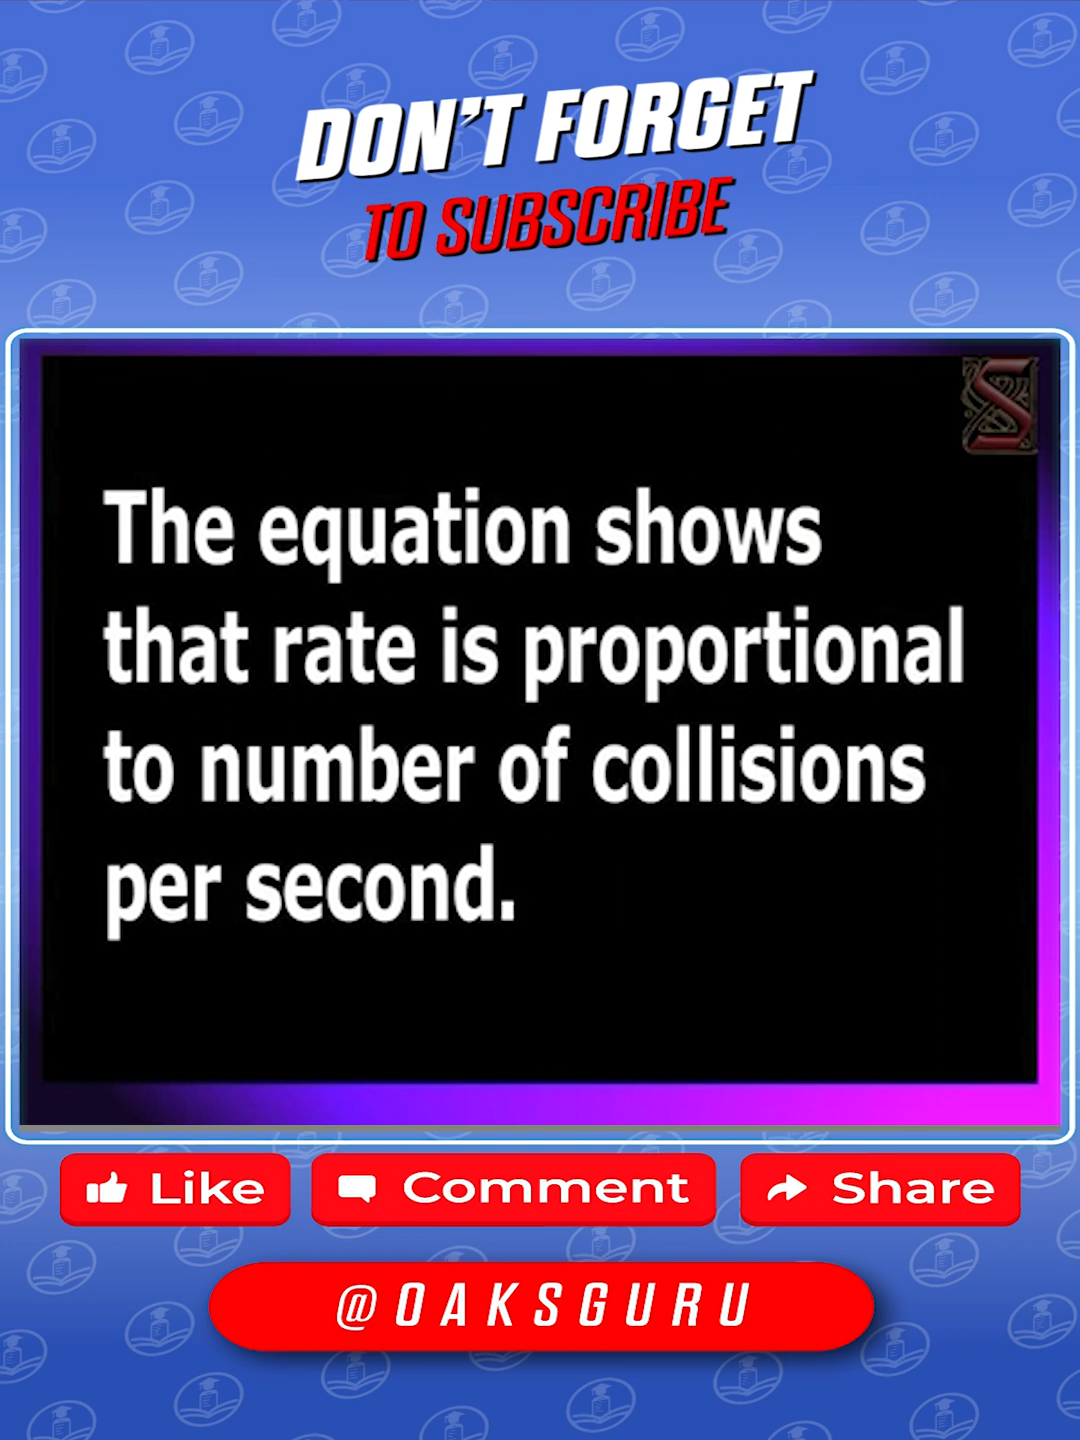 DON'T FORGET
TO SUBSCRIBE
S
The equation shows
that rate is proportional
to number of collisions
per second.
Like
Comment
Share
@OAKSGURU